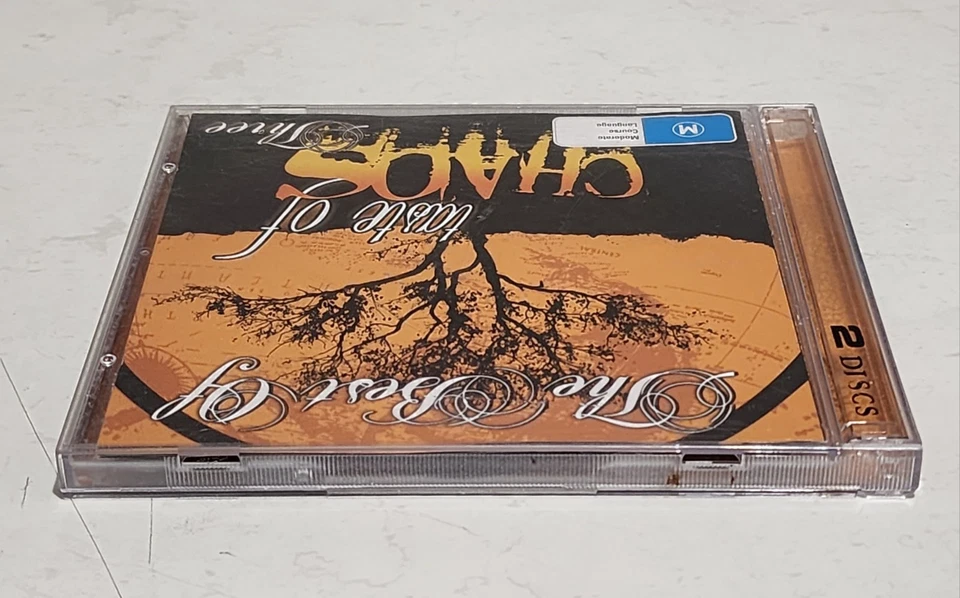 The Best Of
taste of
CHAOS
Three
M
Moderate
Course
Language
2 DISCS